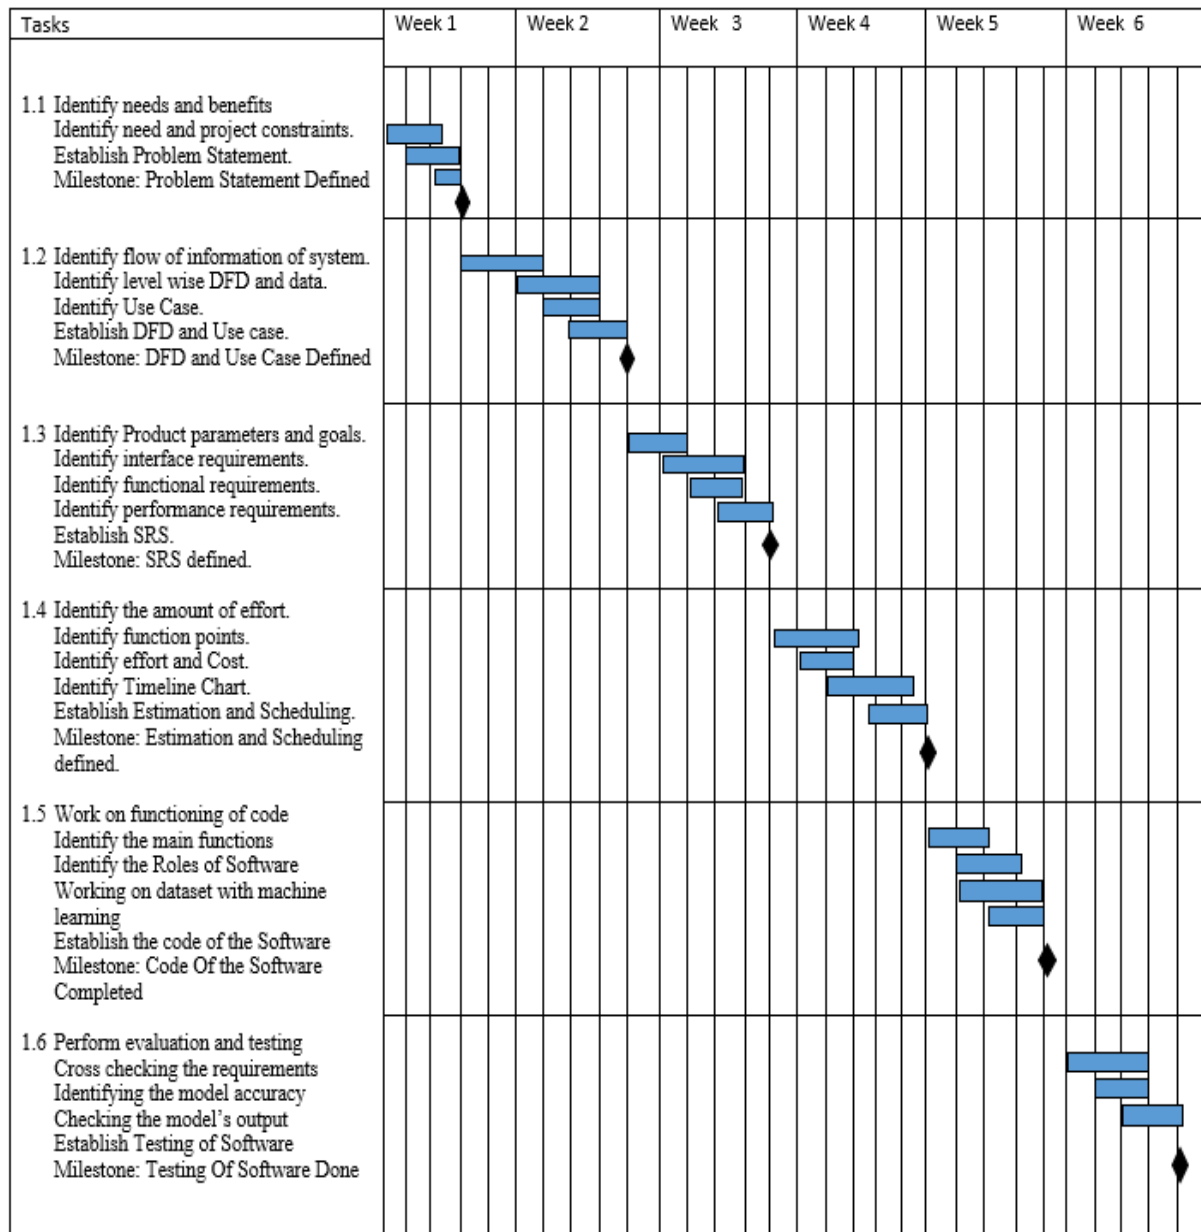 Tasks
Week 1
Week 2
Week 3
Week 4
Week 5
Week 6
1.1 Identify needs and benefits
Identify need and project constraints.
Establish Problem Statement.
Milestone: Problem Statement Defined
1.2 Identify flow of information of system.
Identify level wise DFD and data.
Identify Use Case.
Establish DFD and Use case.
Milestone: DFD and Use Case Defined
1.3 Identify Product parameters and goals.
Identify interface requirements.
Identify functional requirements.
Identify performance requirements.
Establish SRS.
Milestone: SRS defined.
1.4 Identify the amount of effort.
Identify function points.
Identify effort and Cost.
Identify Timeline Chart.
Establish Estimation and Scheduling.
Milestone: Estimation and Scheduling
defined.
1.5 Work on functioning of code
Identify the main functions
Identify the Roles of Software
Working on dataset with machine
learning
Establish the code of the Software
Milestone: Code Of the Software
Completed
1.6 Perform evaluation and testing
Cross checking the requirements
Identifying the model accuracy
Checking the model's output
Establish Testing of Software
Milestone: Testing Of Software Done